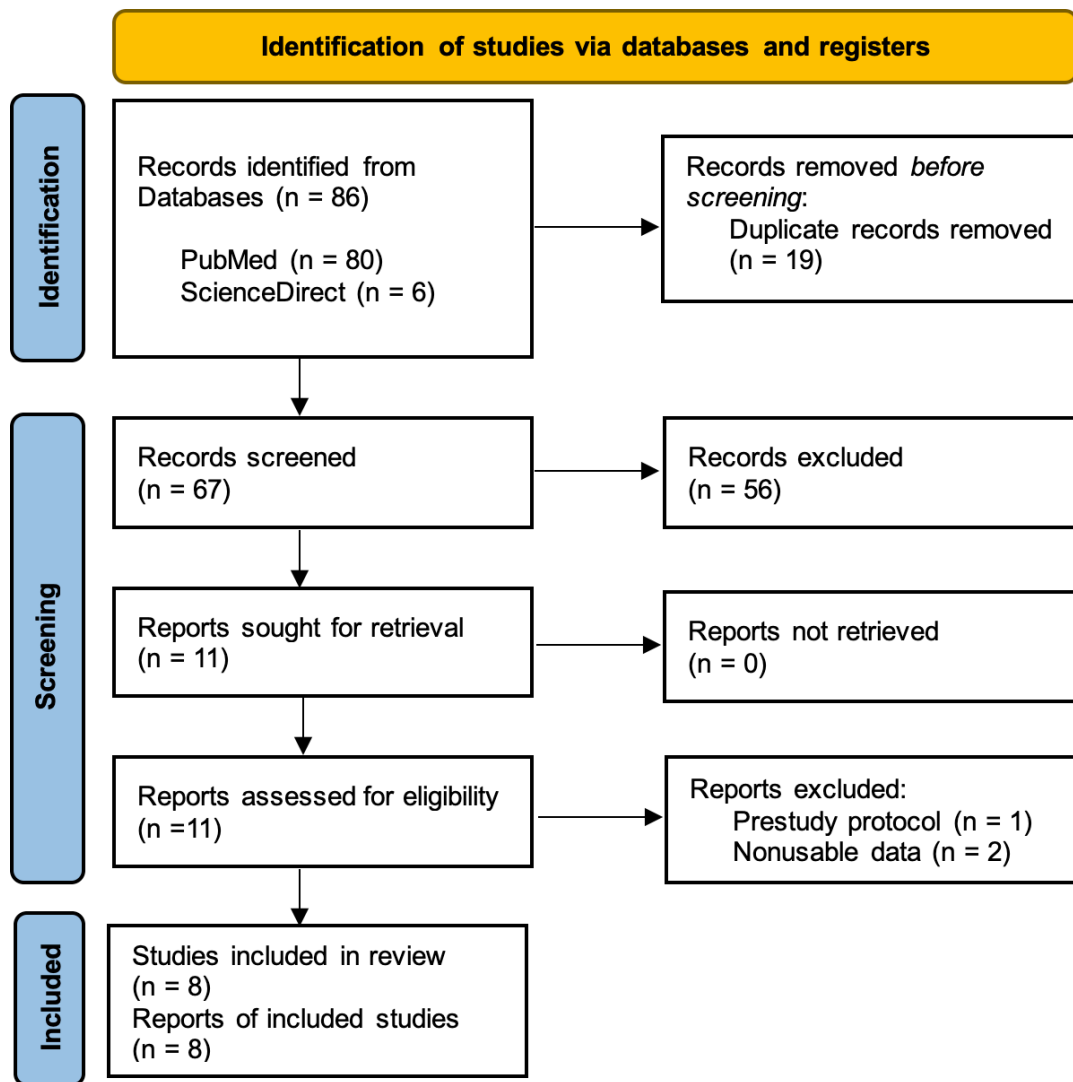 Identification of studies via databases and registers
Identification
Records identified from
Databases (n = 86)
PubMed (n = 80)
ScienceDirect (n = 6)
Records removed before
screening:
Duplicate records removed
(n = 19)
Screening
Records screened
(n = 67)
Records excluded
(n = 56)
Reports sought for retrieval
(n = 11)
Reports not retrieved
(n = 0)
Reports assessed for eligibility
(n =11)
Reports excluded:
Prestudy protocol (n = 1)
Nonusable data (n = 2)
Included
Studies included in review
(n = 8)
Reports of included studies
(n = 8)